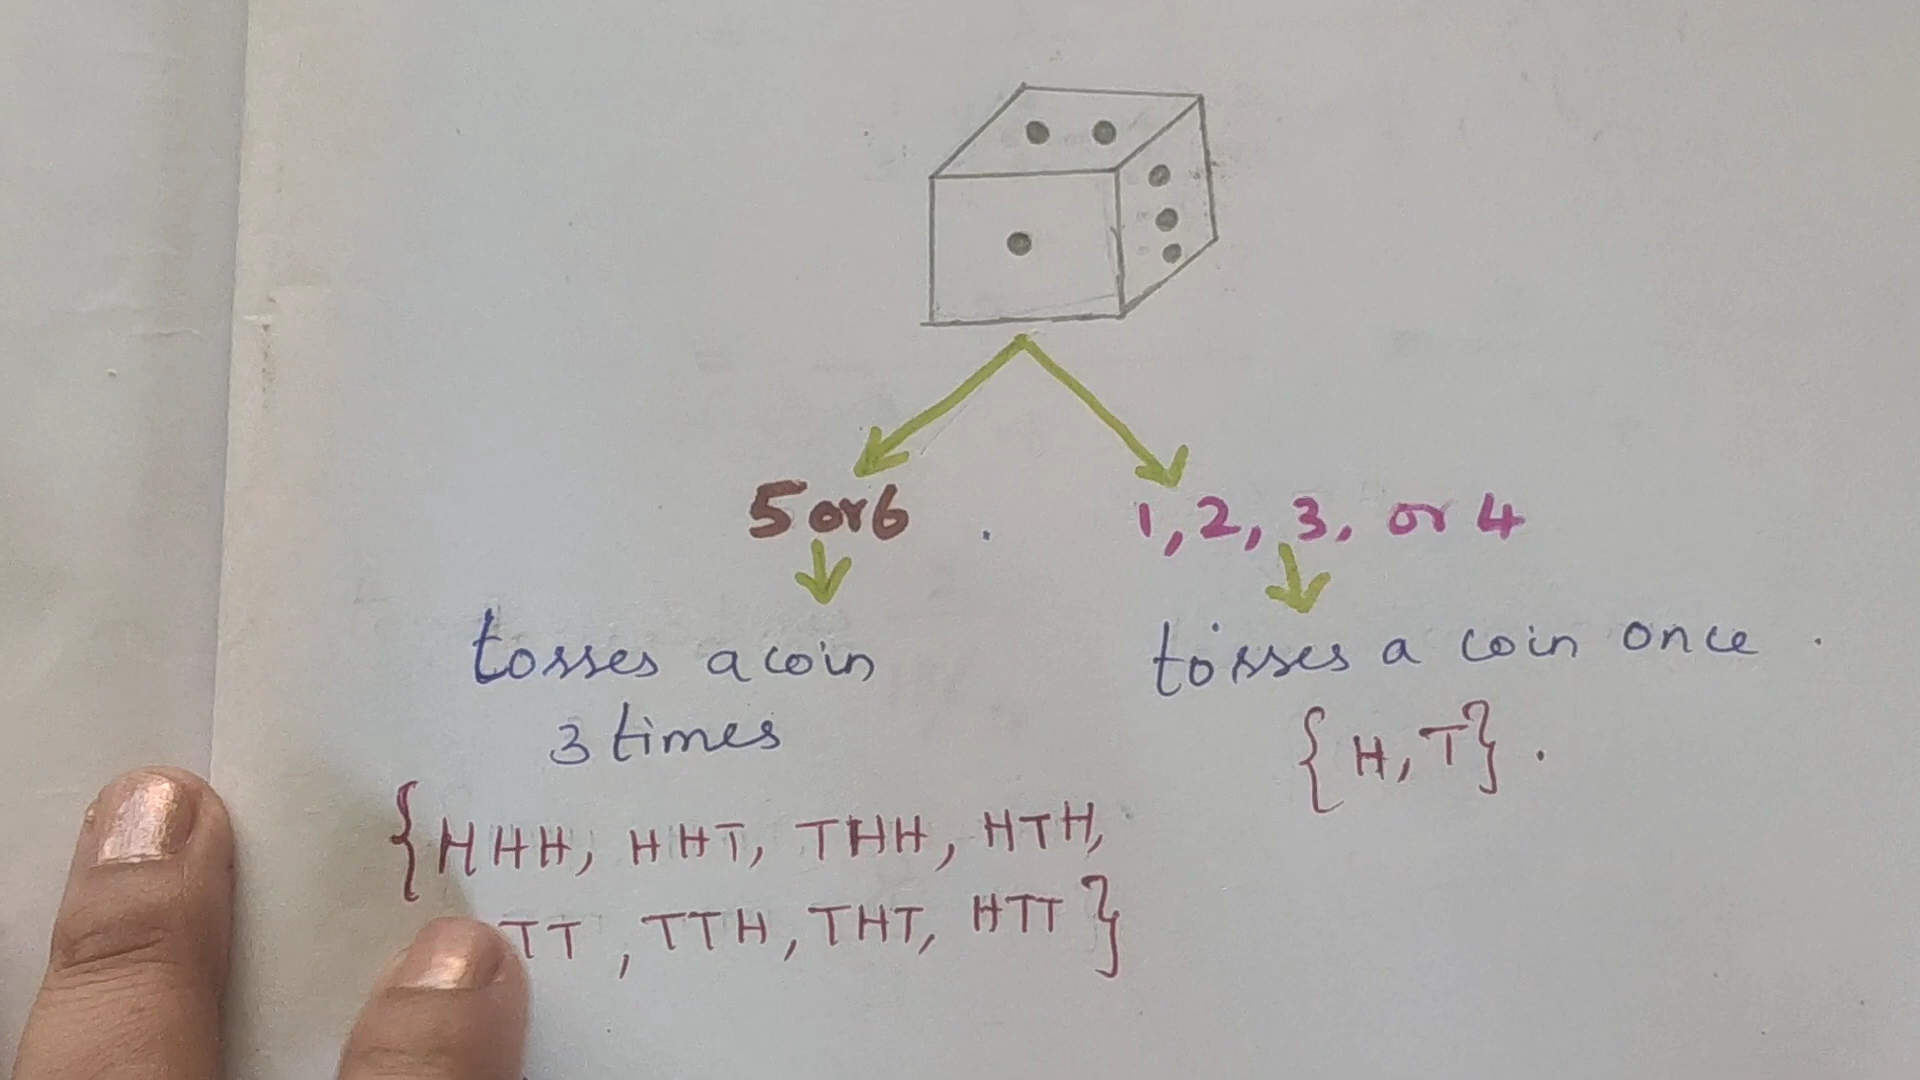 5 or 6 . 1, 2, 3, or 4
tosses a coin
3 times
tosses a coin once .
{H, T} .
{HHH, HHT, THH, HTH,
TT , TTH, THT, HTT}